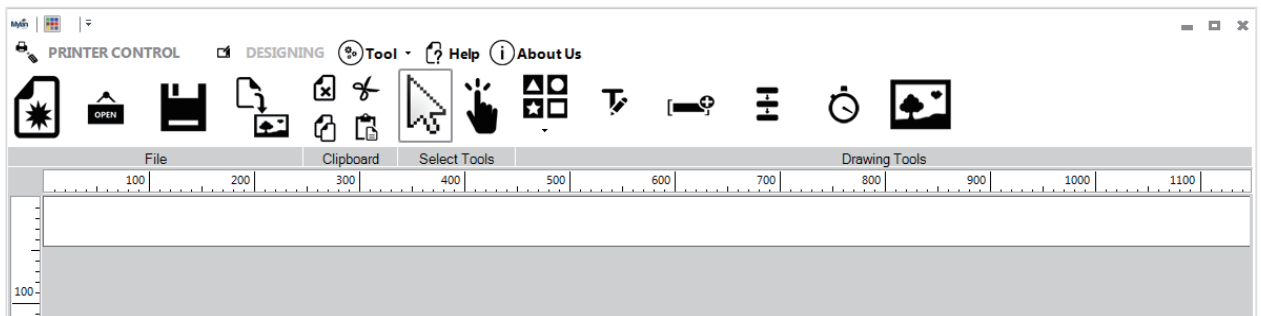 PRINTER CONTROL DESIGNING Tool Help i About Us
OPEN
File Clipboard Select Tools Drawing Tools
100 200 300 400 500 600 700 800 900 1000 1100
100